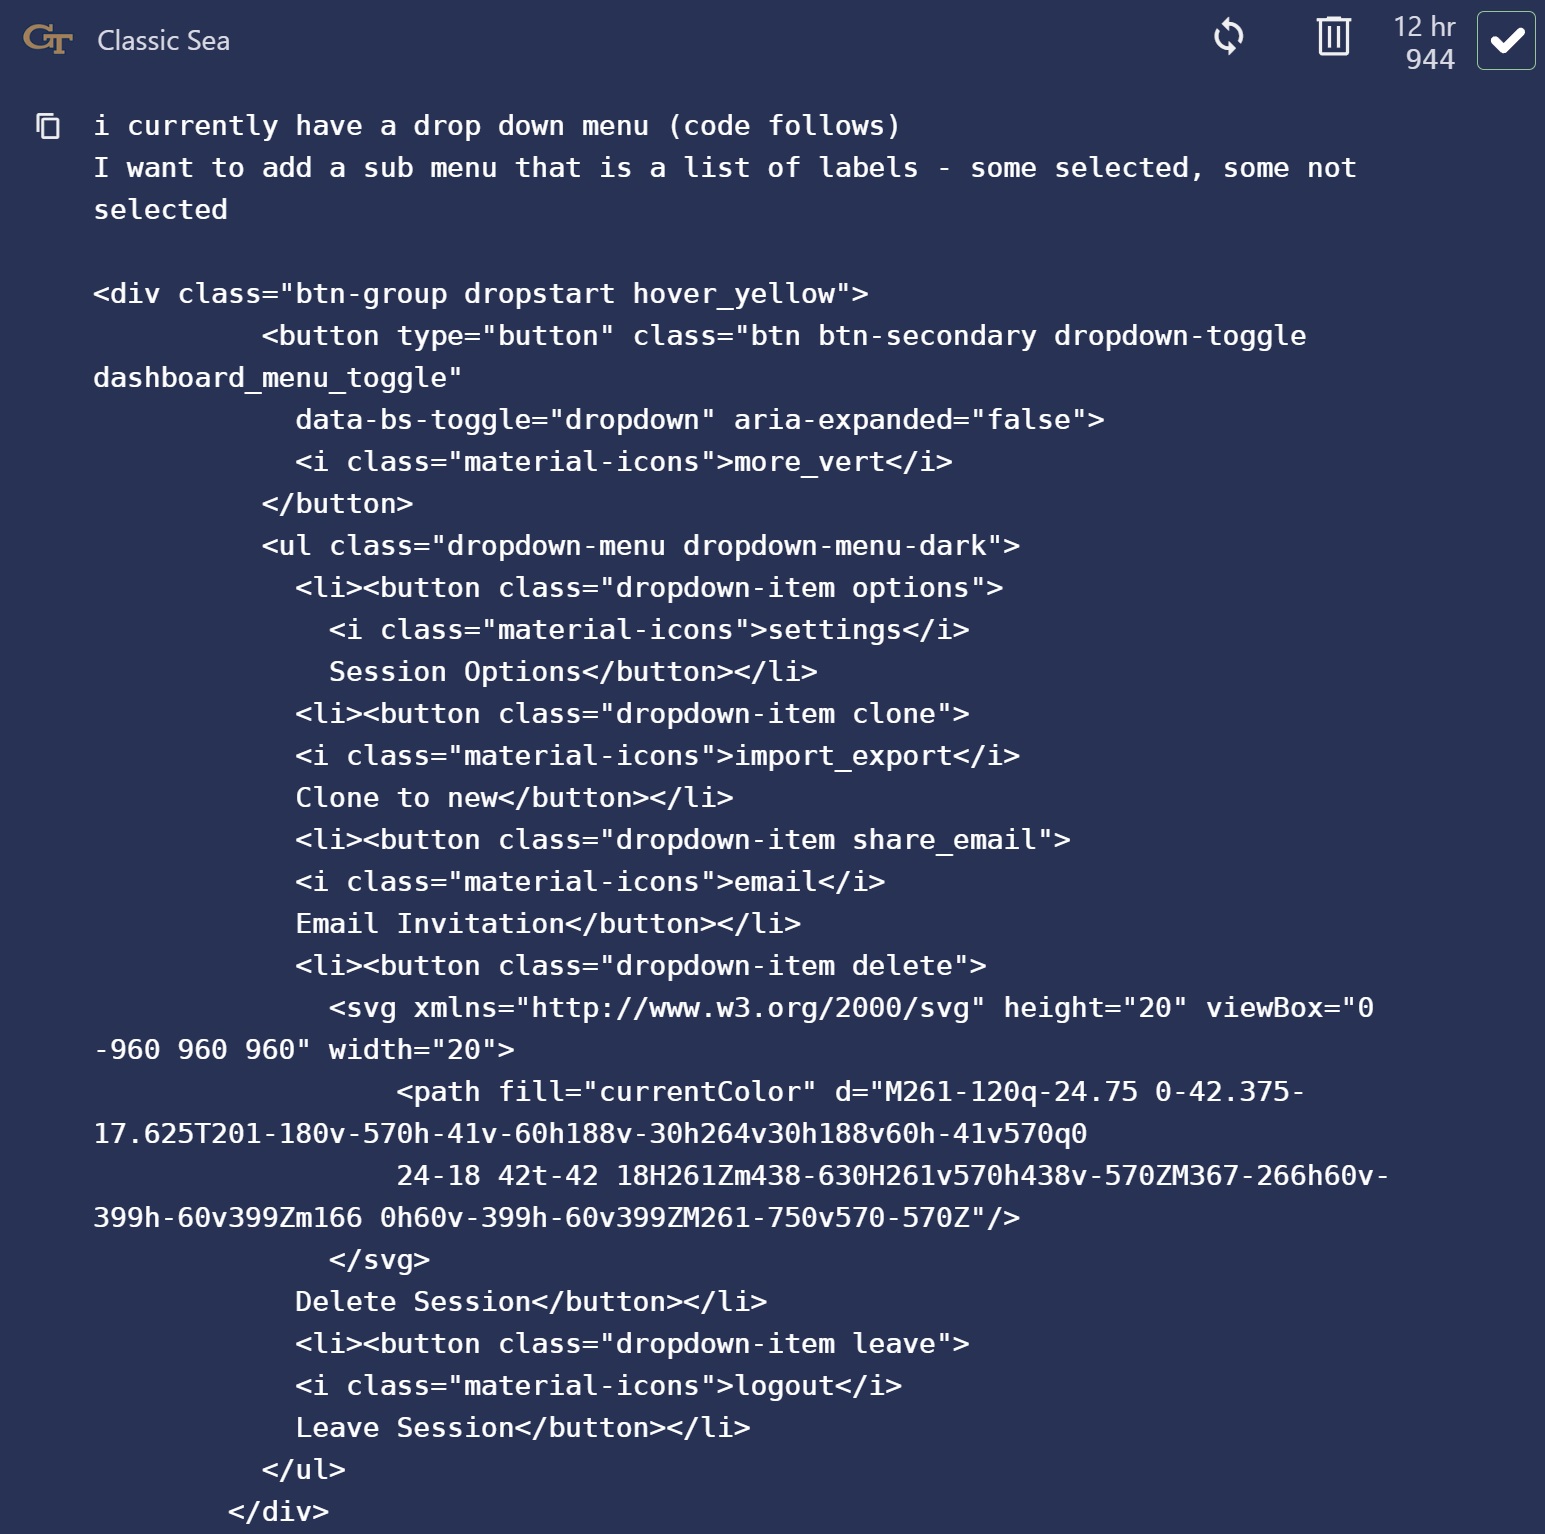 GT Classic Sea 12 hr
944
i currently have a drop down menu (code follows)
I want to add a sub menu that is a list of labels - some selected, some not
selected
<div class="btn-group dropstart hover_yellow">
          <button type="button" class="btn btn-secondary dropdown-toggle
dashboard_menu_toggle"
            data-bs-toggle="dropdown" aria-expanded="false">
            <i class="material-icons">more_vert</i>
          </button>
          <ul class="dropdown-menu dropdown-menu-dark">
            <li><button class="dropdown-item options">
              <i class="material-icons">settings</i>
              Session Options</button></li>
            <li><button class="dropdown-item clone">
            <i class="material-icons">import_export</i>
            Clone to new</button></li>
            <li><button class="dropdown-item share_email">
            <i class="material-icons">email</i>
            Email Invitation</button></li>
            <li><button class="dropdown-item delete">
              <svg xmlns="http://www.w3.org/2000/svg" height="20" viewBox="0
-960 960 960" width="20">
                  <path fill="currentColor" d="M261-120q-24.75 0-42.375-
17.625T201-180v-570h-41v-60h188v-30h264v30h188v60h-41v570q0
                  24-18 42t-42 18H261Zm438-630H261v570h438v-570ZM367-266h60v-
399h-60v399Zm166 0h60v-399h-60v399ZM261-750v570-570Z"/>
              </svg>
            Delete Session</button></li>
            <li><button class="dropdown-item leave">
            <i class="material-icons">logout</i>
            Leave Session</button></li>
          </ul>
        </div>